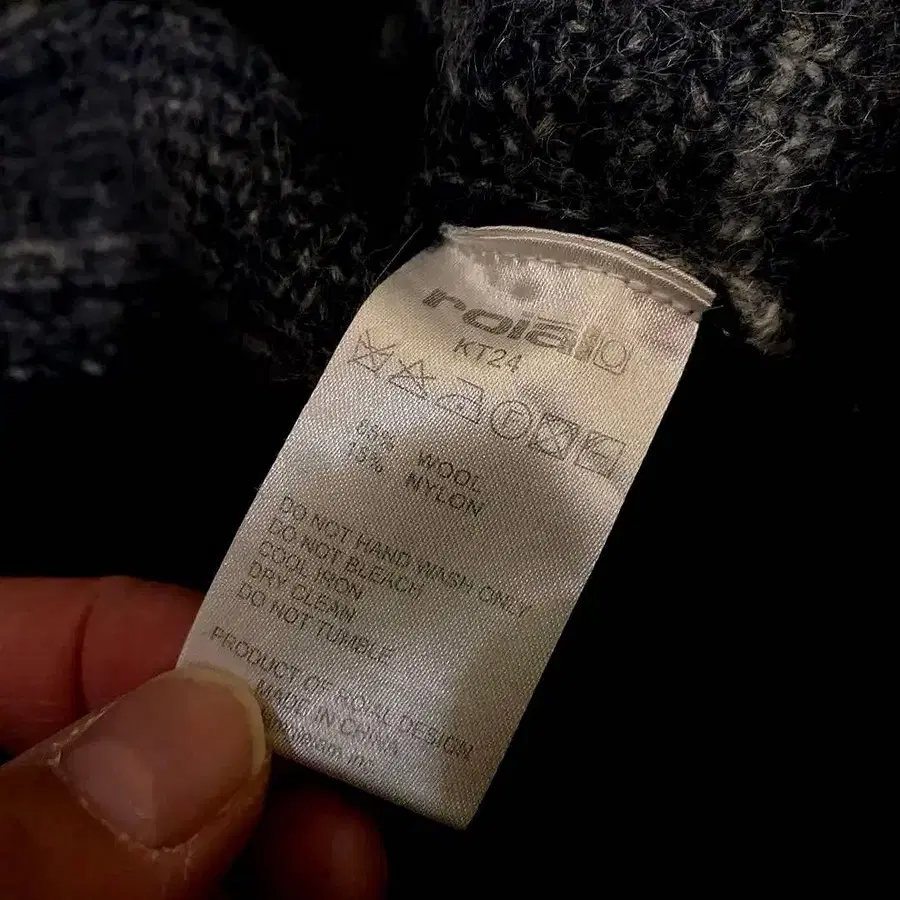 roial
KT24
WOOL
15% NYLON
DO NOT HAND WASH ONLY
DO NOT BLEACH
COOL IRON
DRY CLEAN
DO NOT TUMBLE
PRODUCT OF ROIAL DESIGN
MADE IN CHINA